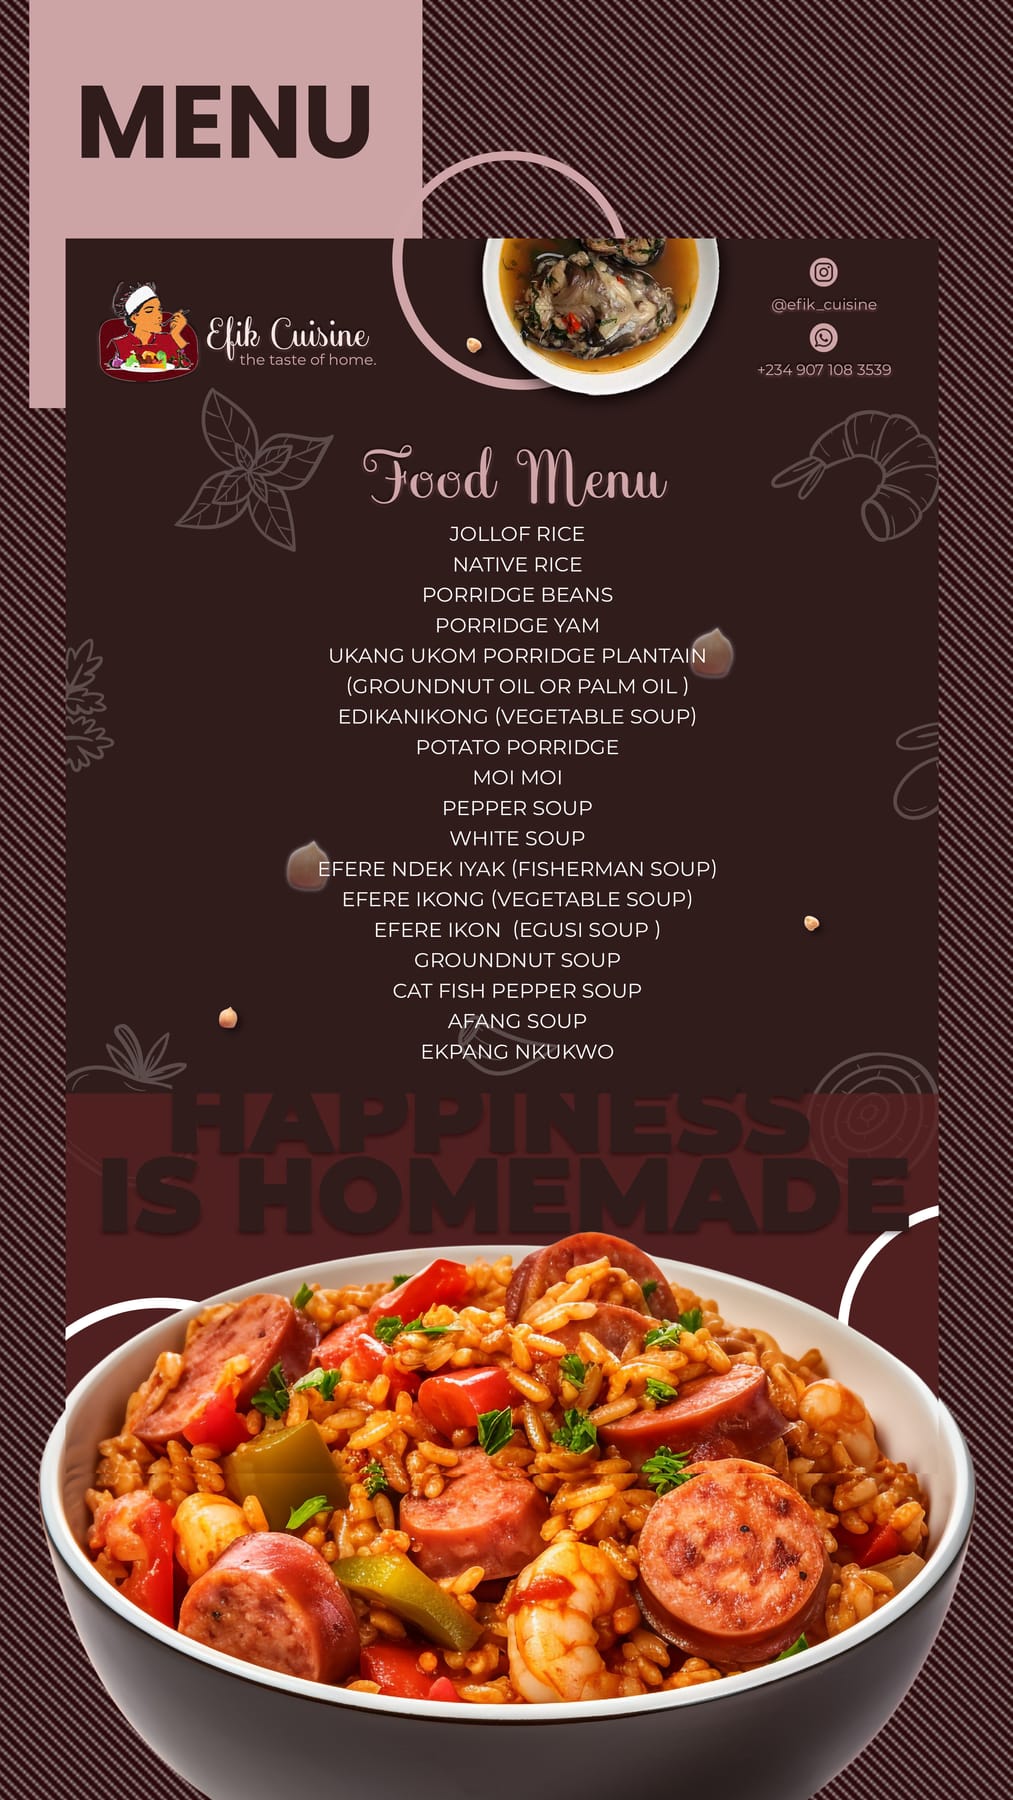 MENU
Efik Cuisine
the taste of home.
@efik_cuisine
+234 907 108 3539
Food Menu
JOLLOF RICE
NATIVE RICE
PORRIDGE BEANS
PORRIDGE YAM
UKANG UKOM PORRIDGE PLANTAIN
(GROUNDNUT OIL OR PALM OIL )
EDIKANIKONG (VEGETABLE SOUP)
POTATO PORRIDGE
MOI MOI
PEPPER SOUP
WHITE SOUP
EFERE NDEK IYAK (FISHERMAN SOUP)
EFERE IKONG (VEGETABLE SOUP)
EFERE IKON  (EGUSI SOUP )
GROUNDNUT SOUP
CAT FISH PEPPER SOUP
AFANG SOUP
EKPANG NKUKWO
HAPPINESS
IS HOMEMADE